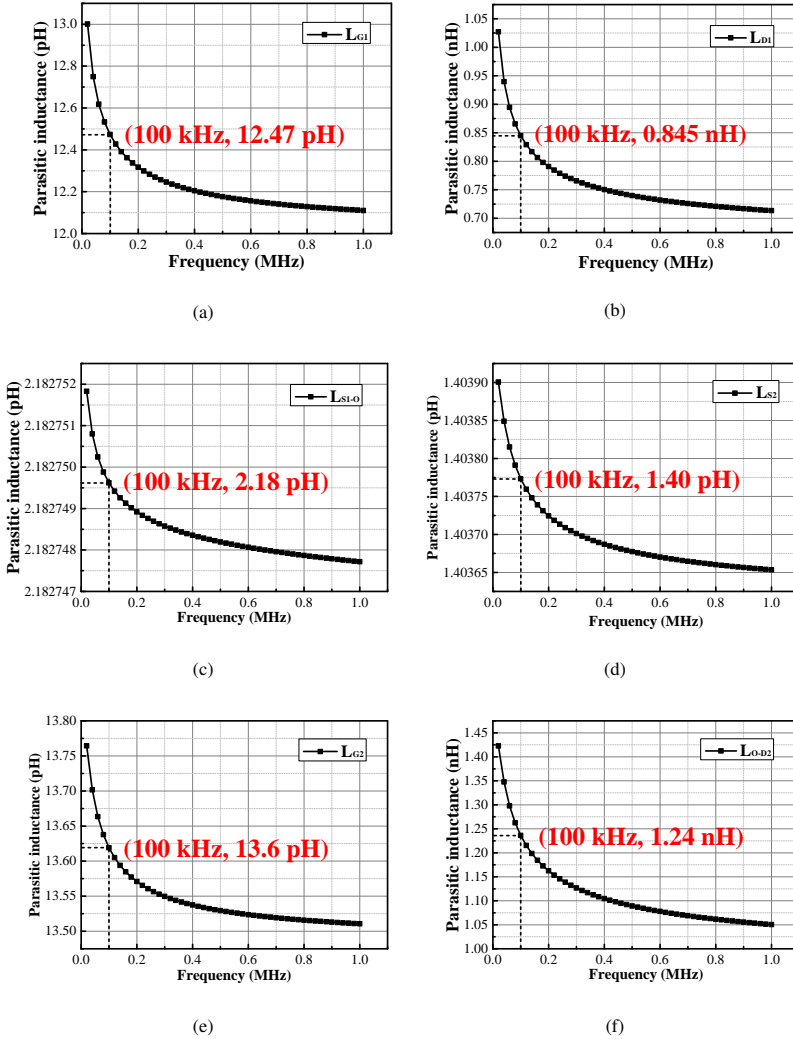 13.0
12.8
12.6
12.4
12.2
12.0
Parasitic inductance (pH)
L_G1
(100 kHz, 12.47 pH)
0.0 0.2 0.4 0.6 0.8 1.0
Frequency (MHz)
(a)
1.05
1.00
0.95
0.90
0.85
0.80
0.75
0.70
Parasitic inductance (nH)
L_D1
(100 kHz, 0.845 nH)
0.0 0.2 0.4 0.6 0.8 1.0
Frequency (MHz)
(b)
2.182752
2.182751
2.182750
2.182749
2.182748
2.182747
Parasitic inductance (pH)
L_S1-O
(100 kHz, 2.18 pH)
0.0 0.2 0.4 0.6 0.8 1.0
Frequency (MHz)
(c)
1.40390
1.40385
1.40380
1.40375
1.40370
1.40365
Parasitic inductance (pH)
L_S2
(100 kHz, 1.40 pH)
0.0 0.2 0.4 0.6 0.8 1.0
Frequency (MHz)
(d)
13.80
13.75
13.70
13.65
13.60
13.55
13.50
Parasitic inductance (pH)
L_G2
(100 kHz, 13.6 pH)
0.0 0.2 0.4 0.6 0.8 1.0
Frequency (MHz)
(e)
1.45
1.40
1.35
1.30
1.25
1.20
1.15
1.10
1.05
1.00
Parasitic inductance (nH)
L_O-D2
(100 kHz, 1.24 nH)
0.0 0.2 0.4 0.6 0.8 1.0
Frequency (MHz)
(f)